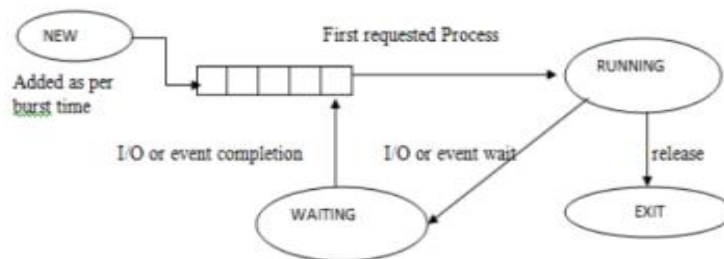 NEW
First requested Process
RUNNING
Added as per
burst time
I/O or event completion
I/O or event wait
release
WAITING
EXIT